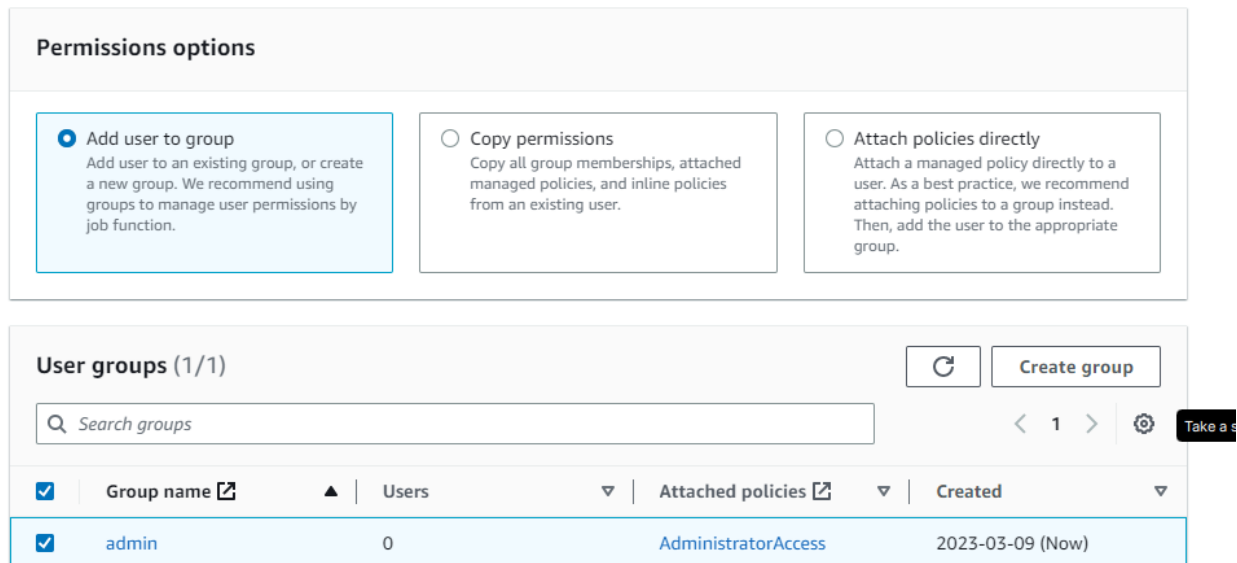 Permissions options
Add user to group
Add user to an existing group, or create
a new group. We recommend using
groups to manage user permissions by
job function.
Copy permissions
Copy all group memberships, attached
managed policies, and inline policies
from an existing user.
Attach policies directly
Attach a managed policy directly to a
user. As a best practice, we recommend
attaching policies to a group instead.
Then, add the user to the appropriate
group.
User groups (1/1)
Create group
Search groups
1
Take a s
Group name
Users
Attached policies
Created
admin
0
AdministratorAccess
2023-03-09 (Now)